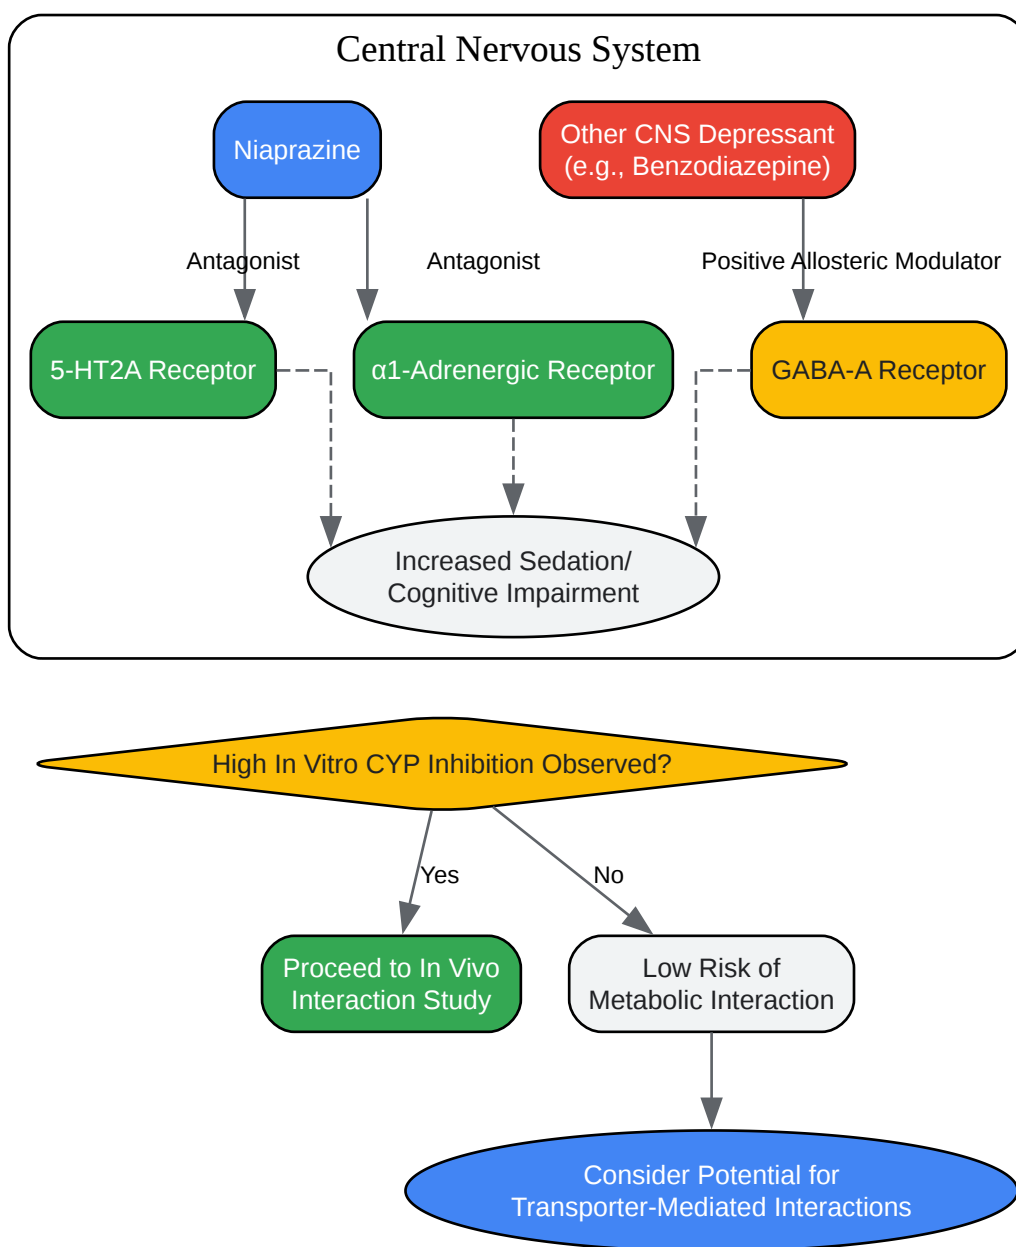 Central Nervous System
Niaprazine
Other CNS Depressant
(e.g., Benzodiazepine)
Antagonist
Antagonist
Positive Allosteric Modulator
5-HT2A Receptor
α1-Adrenergic Receptor
GABA-A Receptor
Increased Sedation/
Cognitive Impairment
High In Vitro CYP Inhibition Observed?
Yes
No
Proceed to In Vivo
Interaction Study
Low Risk of
Metabolic Interaction
Consider Potential for
Transporter-Mediated Interactions